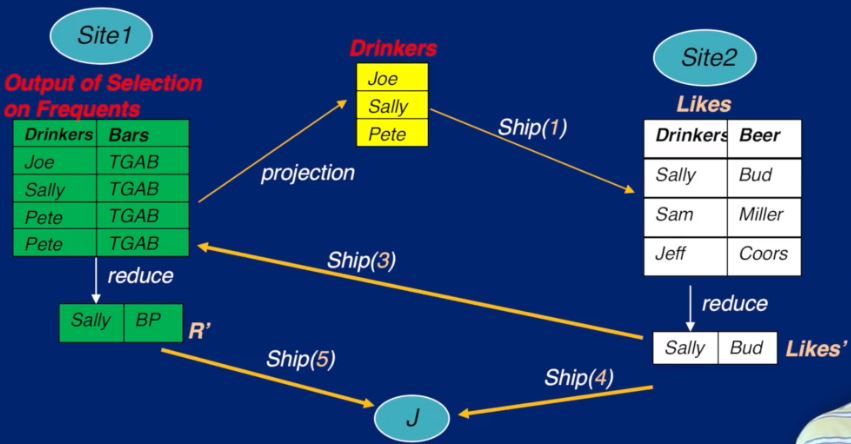 Site1
Drinkers
Site2
Output of Selection
on Frequents
Joe
Sally
Pete
Likes
Drinkers Bars
Joe TGAB
Sally TGAB
Pete TGAB
Pete TGAB
projection
Ship(1)
Drinkers Beer
Sally Bud
Sam Miller
Jeff Coors
reduce
Ship(3)
reduce
Sally BP
R'
Sally Bud
Likes'
Ship(5)
Ship(4)
J